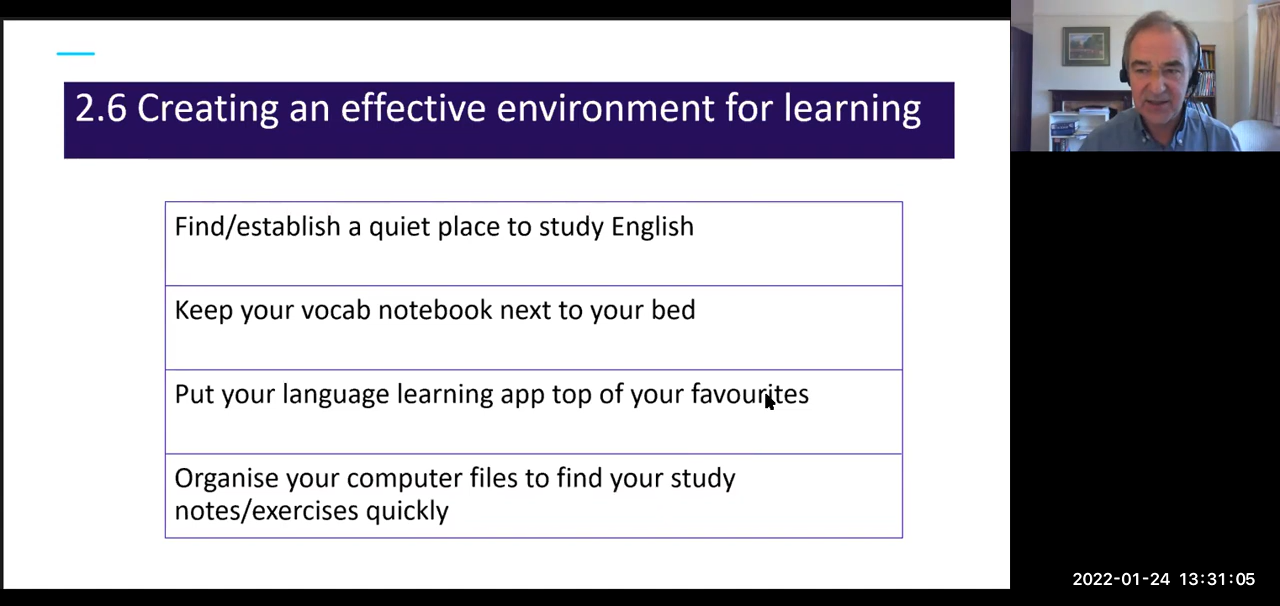 2.6 Creating an effective environment for learning
Find/establish a quiet place to study English
Keep your vocab notebook next to your bed
Put your language learning app top of your favourites
Organise your computer files to find your study
notes/exercises quickly
2022-01-24 13:31:05